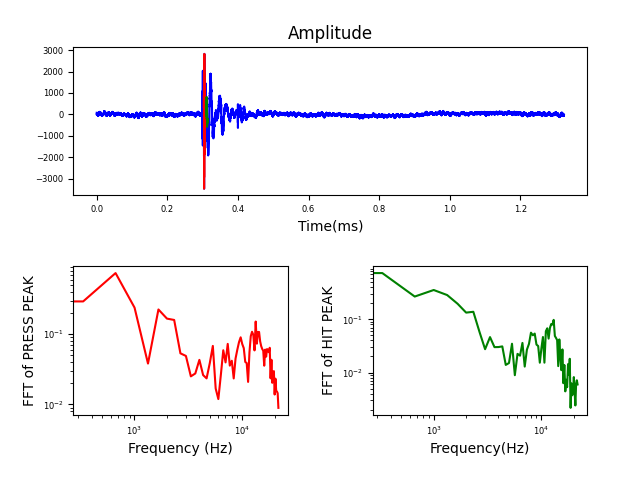 Amplitude
3000
2000
1000
0
−1000
−2000
−3000
0.0 0.2 0.4 0.6 0.8 1.0 1.2
Time(ms)
FFT of PRESS PEAK
10⁻¹
10⁻²
10³ 10⁴
Frequency (Hz)
FFT of HIT PEAK
10⁻¹
10⁻²
10³ 10⁴
Frequency(Hz)